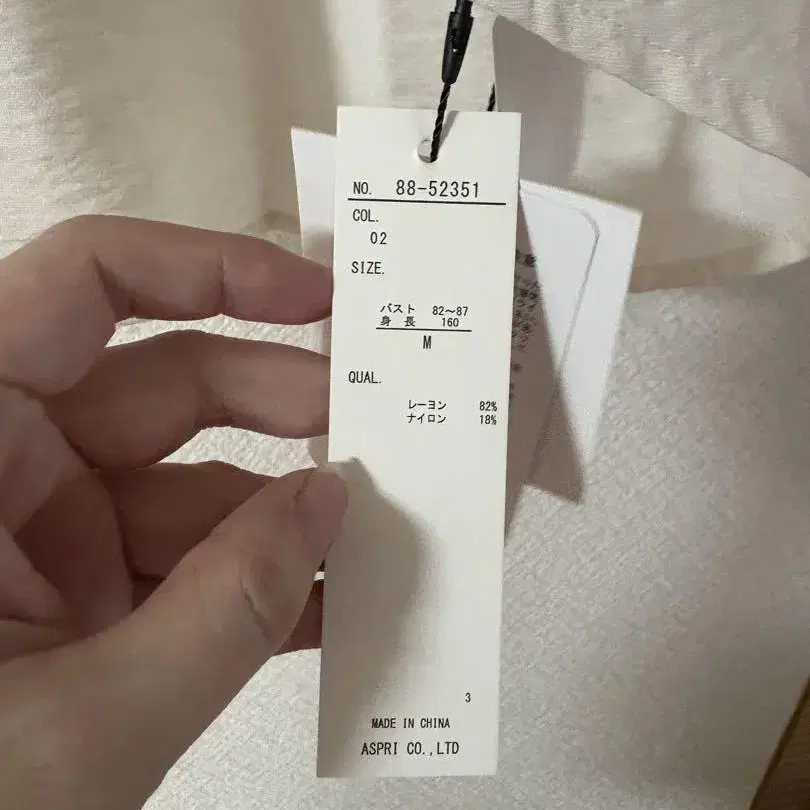 NO. 88-52351
COL.
02
SIZE.
バスト 82〜87
身 長 160
M
QUAL.
レーヨン 82%
ナイロン 18%
3
MADE IN CHINA
ASPRI CO.,LTD